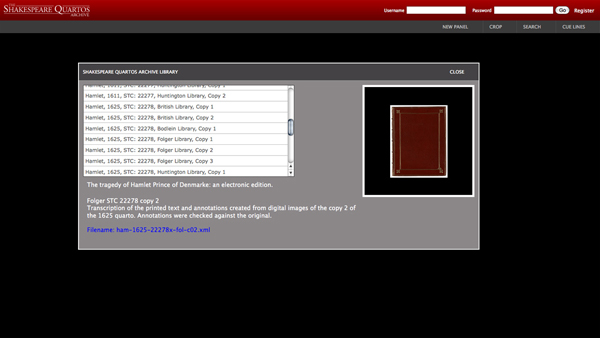 THE
SHAKESPEARE QUARTOS
ARCHIVE
Username Password Go Register
NEW PANEL CROP SEARCH CUE LINES
SHAKESPEARE QUARTOS ARCHIVE LIBRARY CLOSE
Hamlet, 1611, STC: 22277, Huntington Library, Copy 1
Hamlet, 1611, STC: 22277, Huntington Library, Copy 2
Hamlet, 1625, STC: 22278, British Library, Copy 1
Hamlet, 1625, STC: 22278, British Library, Copy 2
Hamlet, 1625, STC: 22278, Bodlein Library, Copy 1
Hamlet, 1625, STC: 22278, Folger Library, Copy 1
Hamlet, 1625, STC: 22278, Folger Library, Copy 2
Hamlet, 1625, STC: 22278, Folger Library, Copy 3
Hamlet, 1625, STC: 22278, Huntington Library, Copy 1
The tragedy of Hamlet Prince of Denmarke: an electronic edition.
Folger STC 22278 copy 2
Transcription of the printed text and annotations created from digital images of the copy 2 of
the 1625 quarto. Annotations were checked against the original.
Filename: ham-1625-22278x-fol-c02.xml